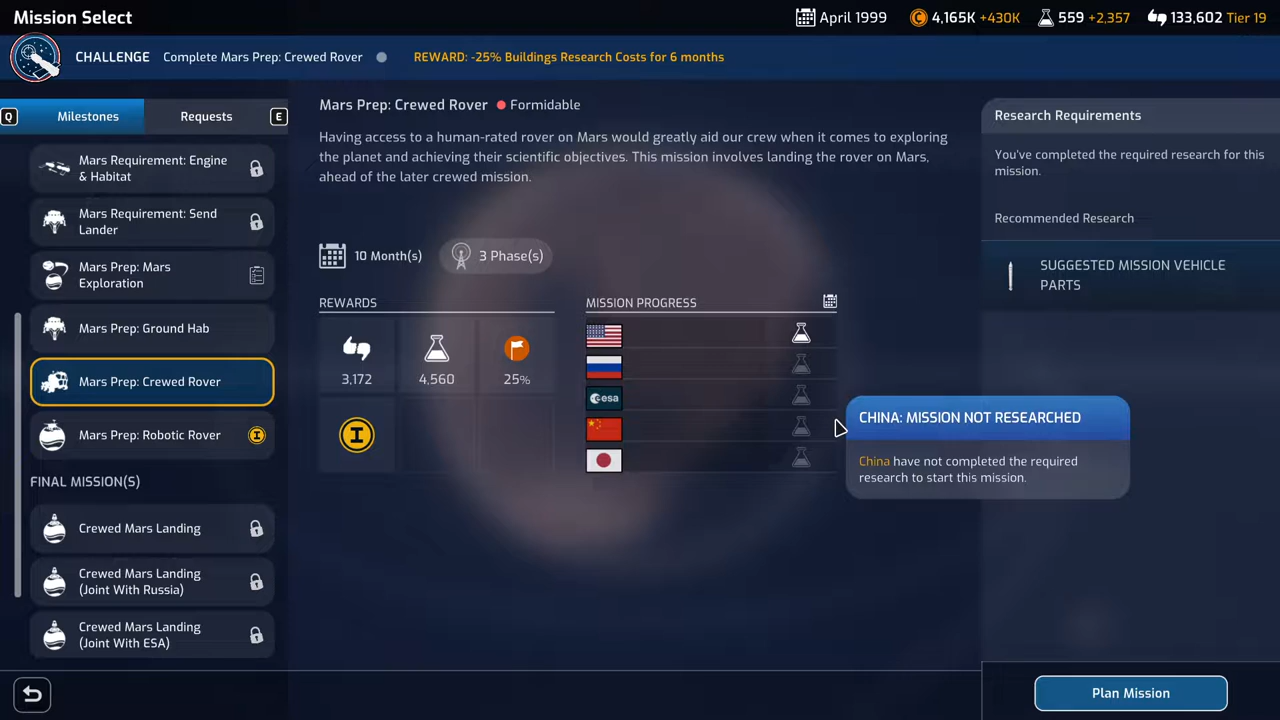 Mission Select
April 1999
4,165K +430K
559 +2,357
133,602 Tier 19
CHALLENGE
Complete Mars Prep: Crewed Rover
REWARD: -25% Buildings Research Costs for 6 months
Q
Milestones
Requests
E
Mars Requirement: Engine
& Habitat
Mars Requirement: Send
Lander
Mars Prep: Mars
Exploration
Mars Prep: Ground Hab
Mars Prep: Crewed Rover
Mars Prep: Robotic Rover
I
FINAL MISSION(S)
Crewed Mars Landing
Crewed Mars Landing
(Joint With Russia)
Crewed Mars Landing
(Joint With ESA)
Mars Prep: Crewed Rover
Formidable
Having access to a human-rated rover on Mars would greatly aid our crew when it comes to exploring
the planet and achieving their scientific objectives. This mission involves landing the rover on Mars,
ahead of the later crewed mission.
10 Month(s)
3 Phase(s)
REWARDS
3,172
4,560
25%
I
MISSION PROGRESS
esa
CHINA: MISSION NOT RESEARCHED
China have not completed the required
research to start this mission.
Research Requirements
You've completed the required research for this
mission.
Recommended Research
SUGGESTED MISSION VEHICLE
PARTS
Plan Mission